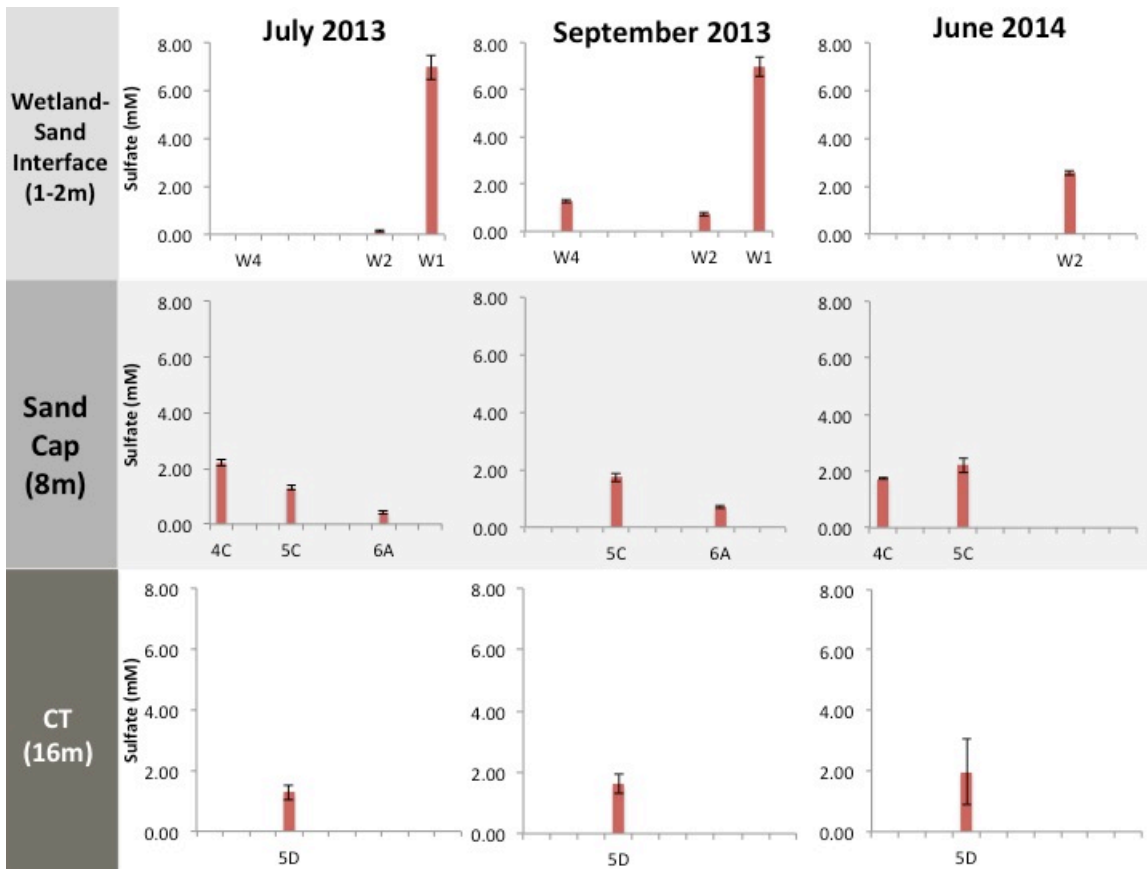 July 2013
September 2013
June 2014
Wetland-
Sand
Interface
(1-2m)
Sulfate (mM)
8.00
6.00
4.00
2.00
0.00
W4 W2 W1
8.00
6.00
4.00
2.00
0.00
W4 W2 W1
8.00
6.00
4.00
2.00
0.00
W2
Sand
Cap
(8m)
Sulfate (mM)
8.00
6.00
4.00
2.00
0.00
4C 5C 6A
8.00
6.00
4.00
2.00
0.00
5C 6A
8.00
6.00
4.00
2.00
0.00
4C 5C
CT
(16m)
Sulfate (mM)
8.00
6.00
4.00
2.00
0.00
5D
8.00
6.00
4.00
2.00
0.00
5D
8.00
6.00
4.00
2.00
0.00
5D